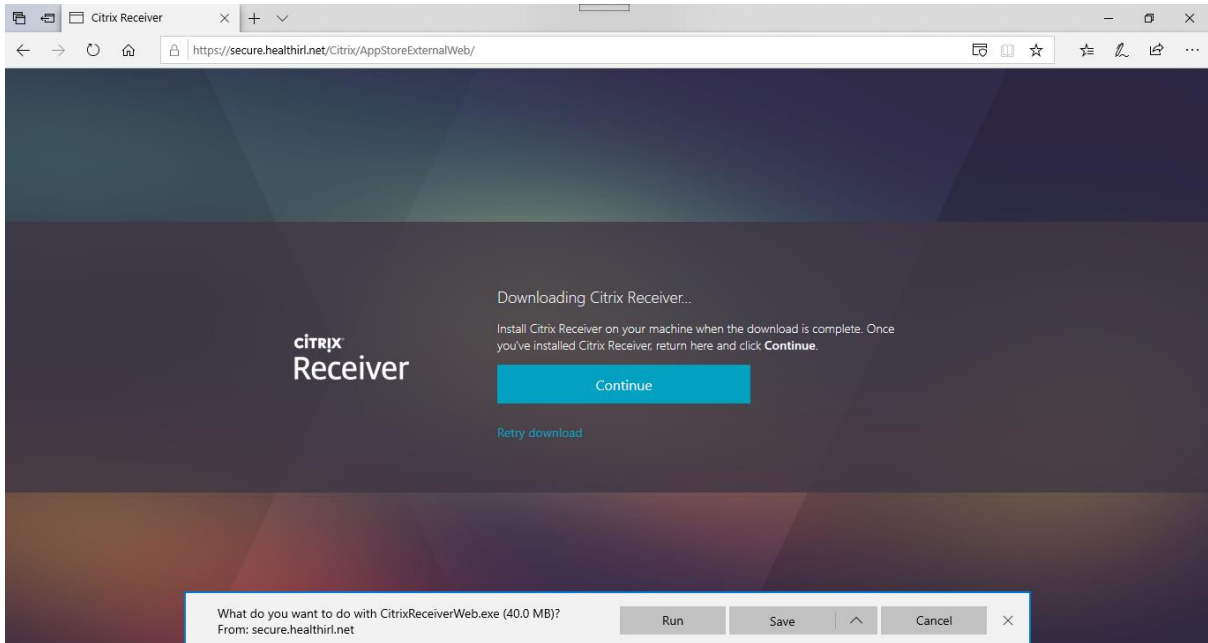 Citrix Receiver
https://secure.healthirl.net/Citrix/AppStoreExternalWeb/
Downloading Citrix Receiver...
Install Citrix Receiver on your machine when the download is complete. Once
you've installed Citrix Receiver, return here and click Continue.
CITRIX
Receiver
Continue
Retry download
What do you want to do with CitrixReceiverWeb.exe (40.0 MB)?
From: secure.healthirl.net
Run
Save
Cancel